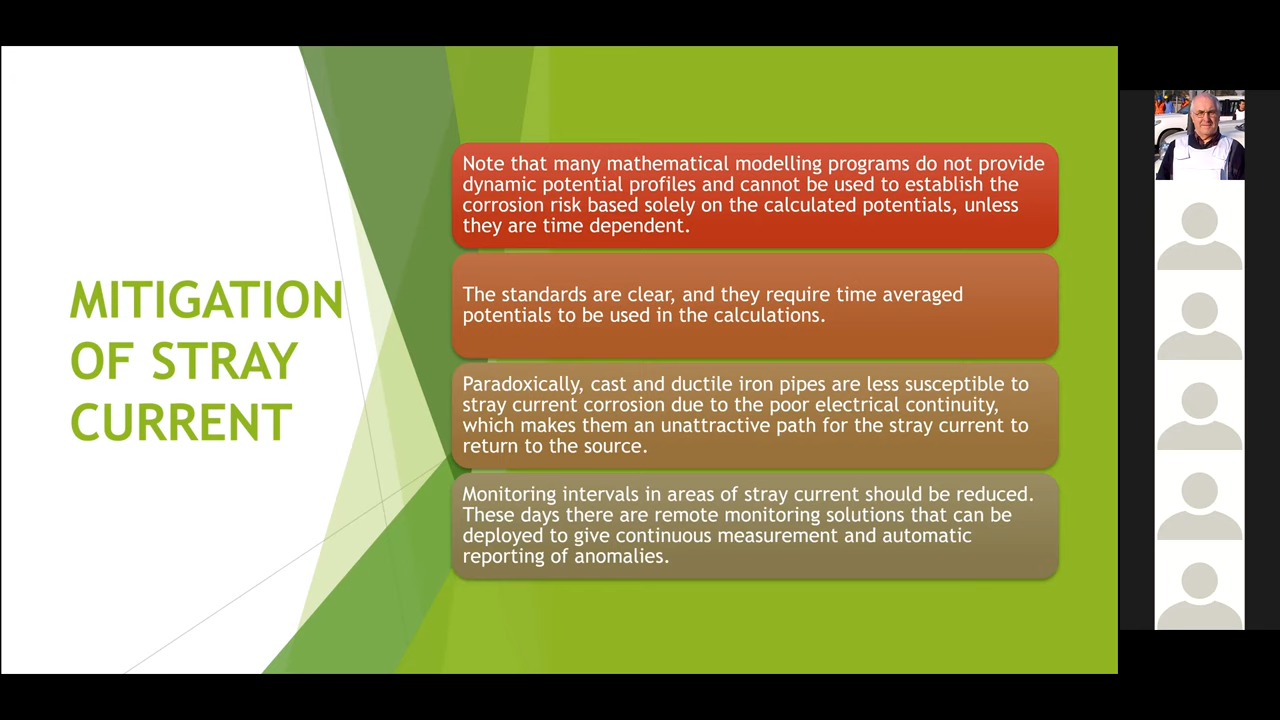 MITIGATION
OF STRAY
CURRENT
Note that many mathematical modelling programs do not provide
dynamic potential profiles and cannot be used to establish the
corrosion risk based solely on the calculated potentials, unless
they are time dependent.
The standards are clear, and they require time averaged
potentials to be used in the calculations.
Paradoxically, cast and ductile iron pipes are less susceptible to
stray current corrosion due to the poor electrical continuity,
which makes them an unattractive path for the stray current to
return to the source.
Monitoring intervals in areas of stray current should be reduced.
These days there are remote monitoring solutions that can be
deployed to give continuous measurement and automatic
reporting of anomalies.